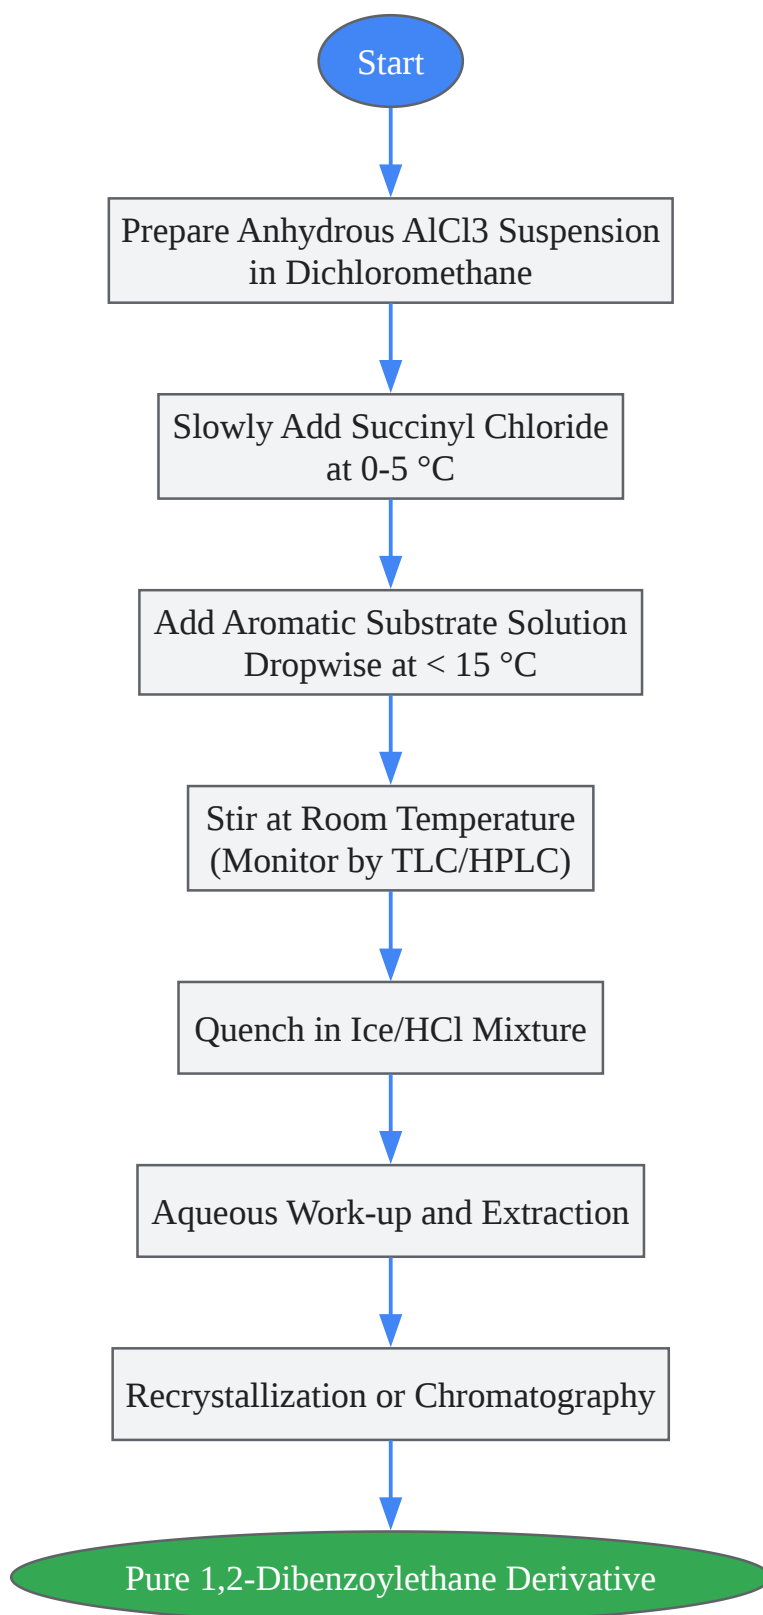 Start
Prepare Anhydrous AlCl3 Suspension
in Dichloromethane
Slowly Add Succinyl Chloride
at 0-5 °C
Add Aromatic Substrate Solution
Dropwise at < 15 °C
Stir at Room Temperature
(Monitor by TLC/HPLC)
Quench in Ice/HCl Mixture
Aqueous Work-up and Extraction
Recrystallization or Chromatography
Pure 1,2-Dibenzoylethane Derivative